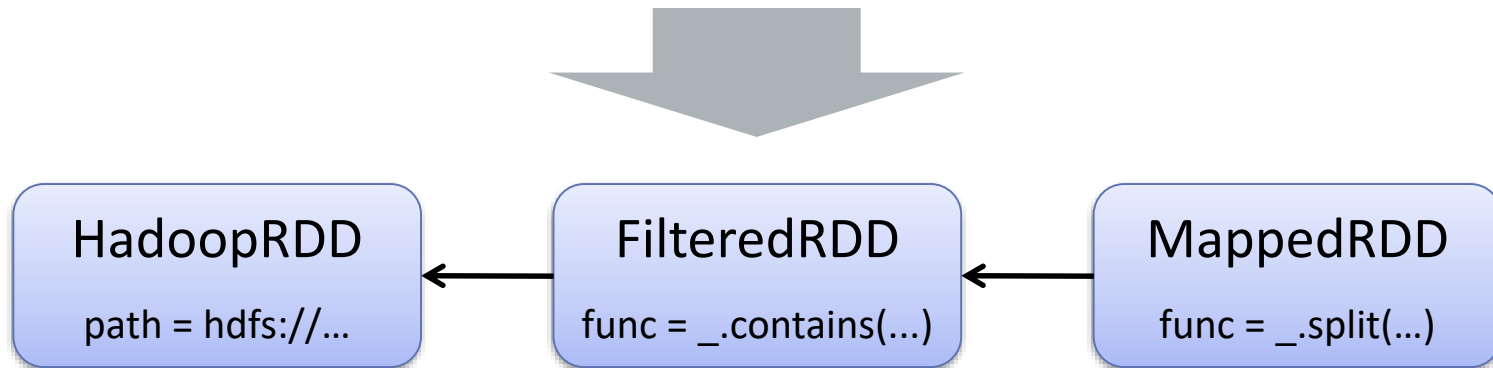 HadoopRDD
path = hdfs://…
FilteredRDD
func = _.contains(...)
MappedRDD
func = _.split(…)